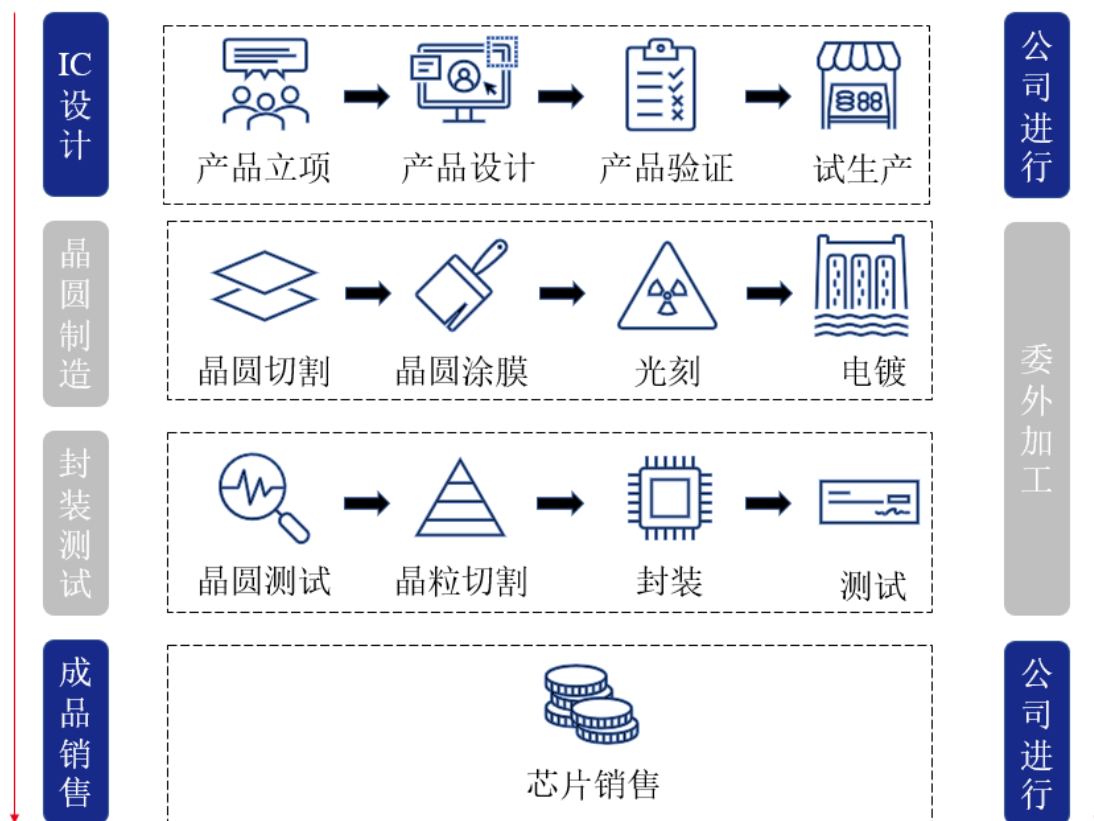 IC设计
产品立项
产品设计
产品验证
试生产
公司进行
晶圆制造
晶圆切割
晶圆涂膜
光刻
电镀
委外加工
封装测试
晶圆测试
晶粒切割
封装
测试
成品销售
芯片销售
公司进行